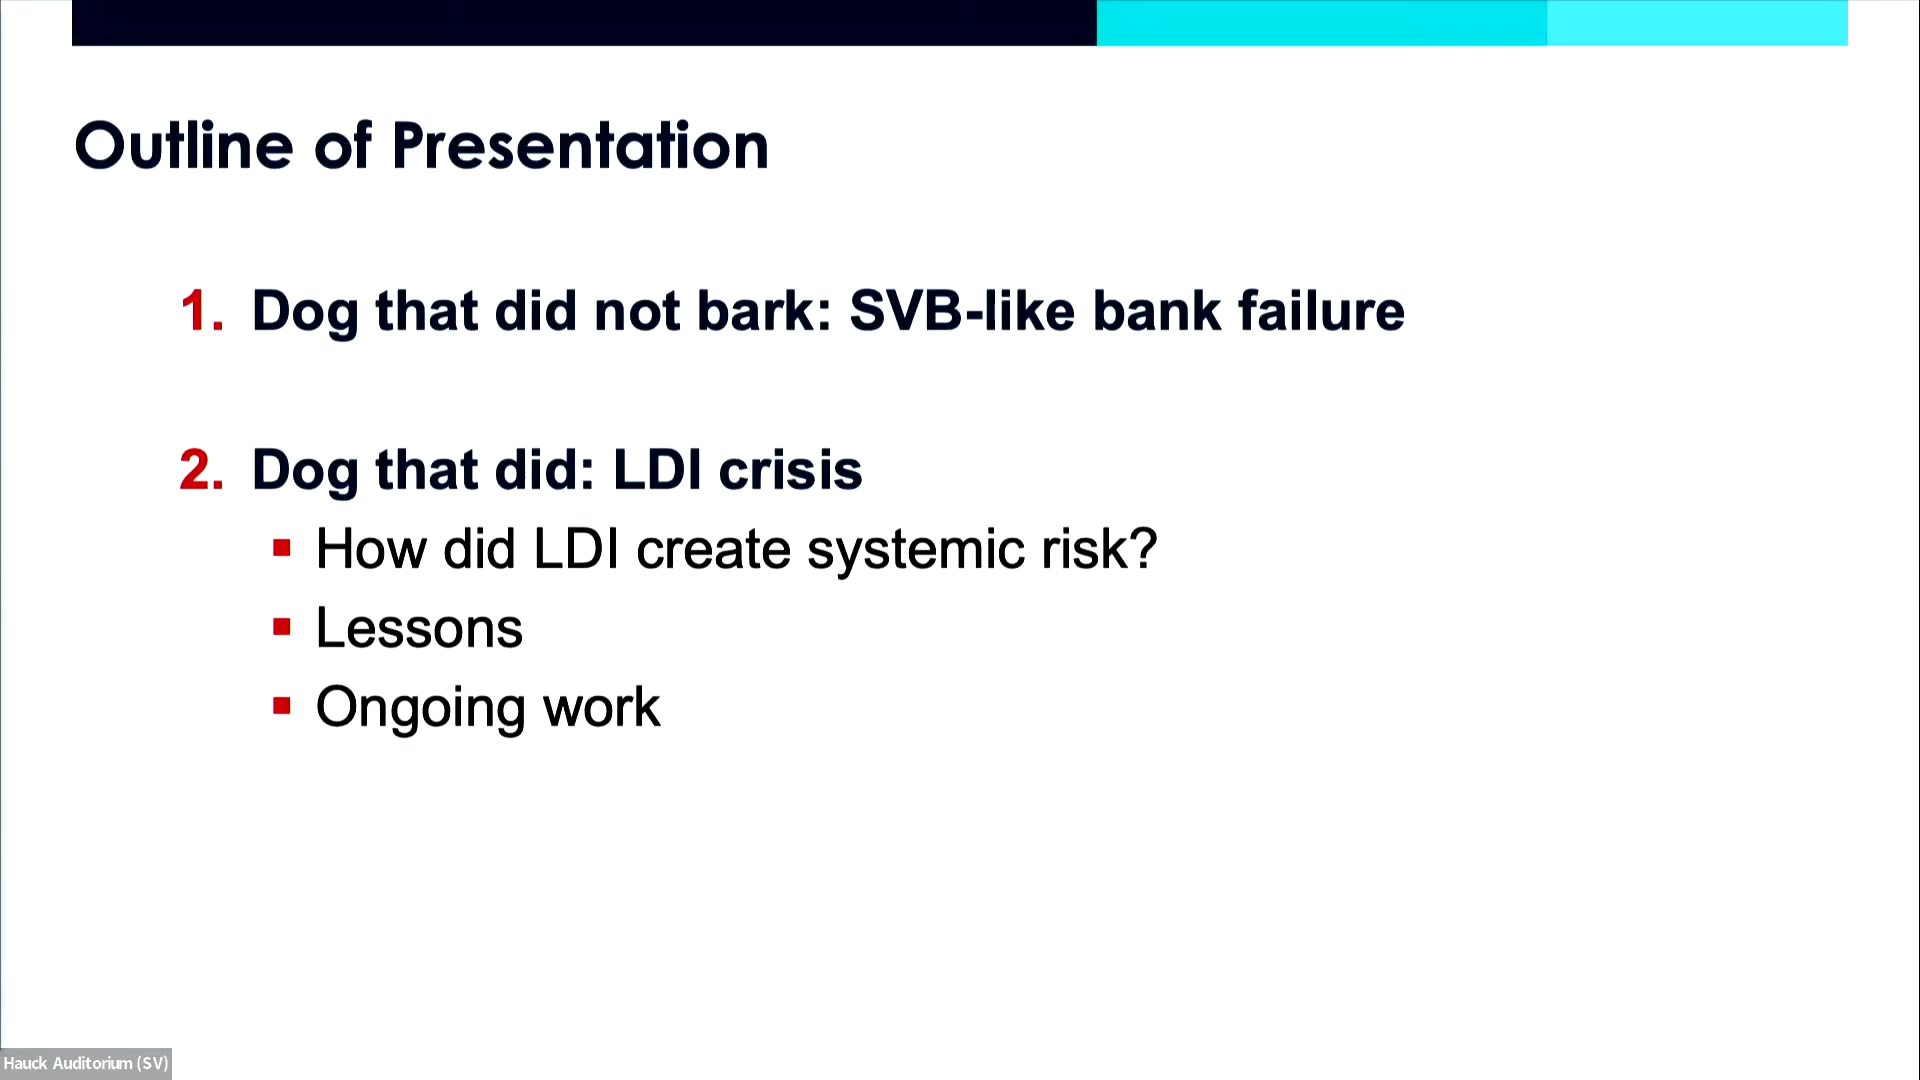 Outline of Presentation
1. Dog that did not bark: SVB-like bank failure
2. Dog that did: LDI crisis
▪ How did LDI create systemic risk?
▪ Lessons
▪ Ongoing work
Hauck Auditorium (SV)